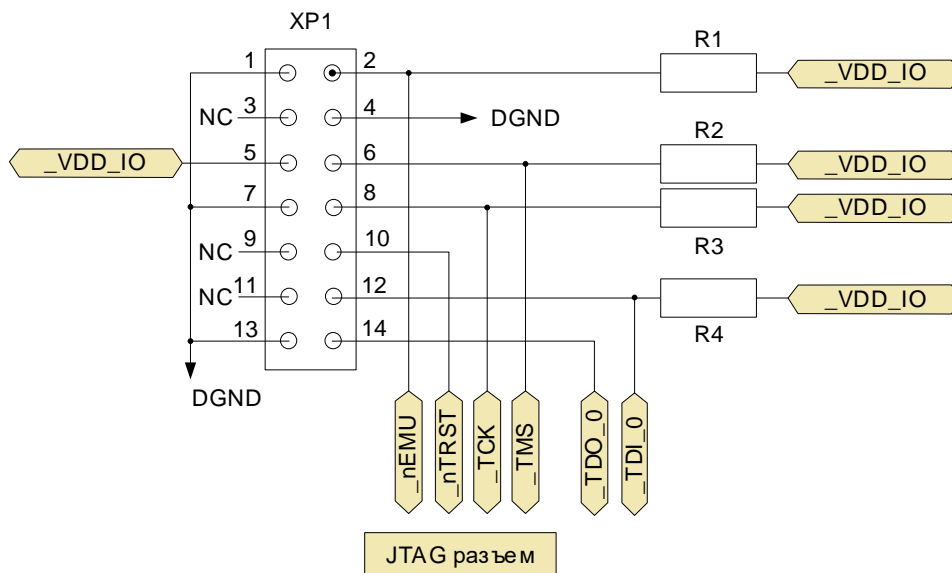 XP1
R1
1
2
_VDD_IO
NC 3
4
DGND
R2
_VDD_IO
5
6
_VDD_IO
7
8
_VDD_IO
R3
NC 9
10
NC 11
12
_VDD_IO
R4
13
14
DGND
_nEMU
_nTRST
_TCK
_TMS
_TDO_0
_TDI_0
JTAG разъем